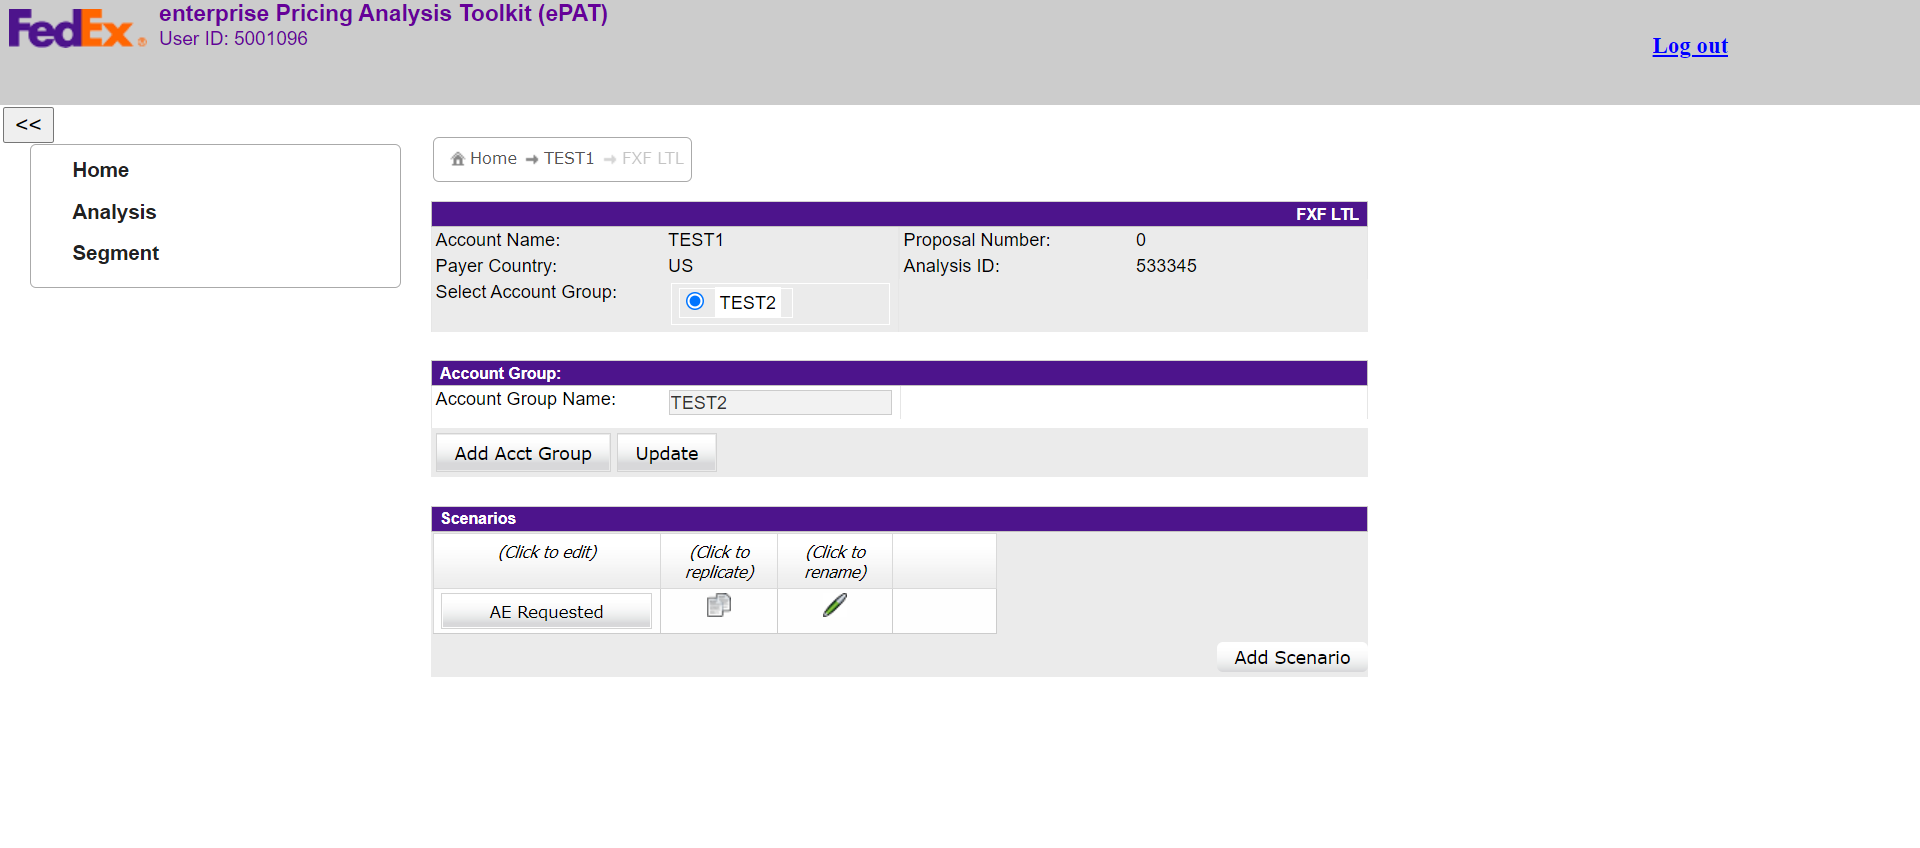 FedEx®
enterprise Pricing Analysis Toolkit (ePAT)
User ID: 5001096
Log out
<<
Home
Analysis
Segment
Home → TEST1 → FXF LTL
FXF LTL
Account Name: TEST1 Proposal Number: 0
Payer Country: US Analysis ID: 533345
Select Account Group: TEST2
Account Group:
Account Group Name: TEST2
Add Acct Group Update
Scenarios
(Click to edit) (Click to replicate) (Click to rename)
AE Requested
Add Scenario